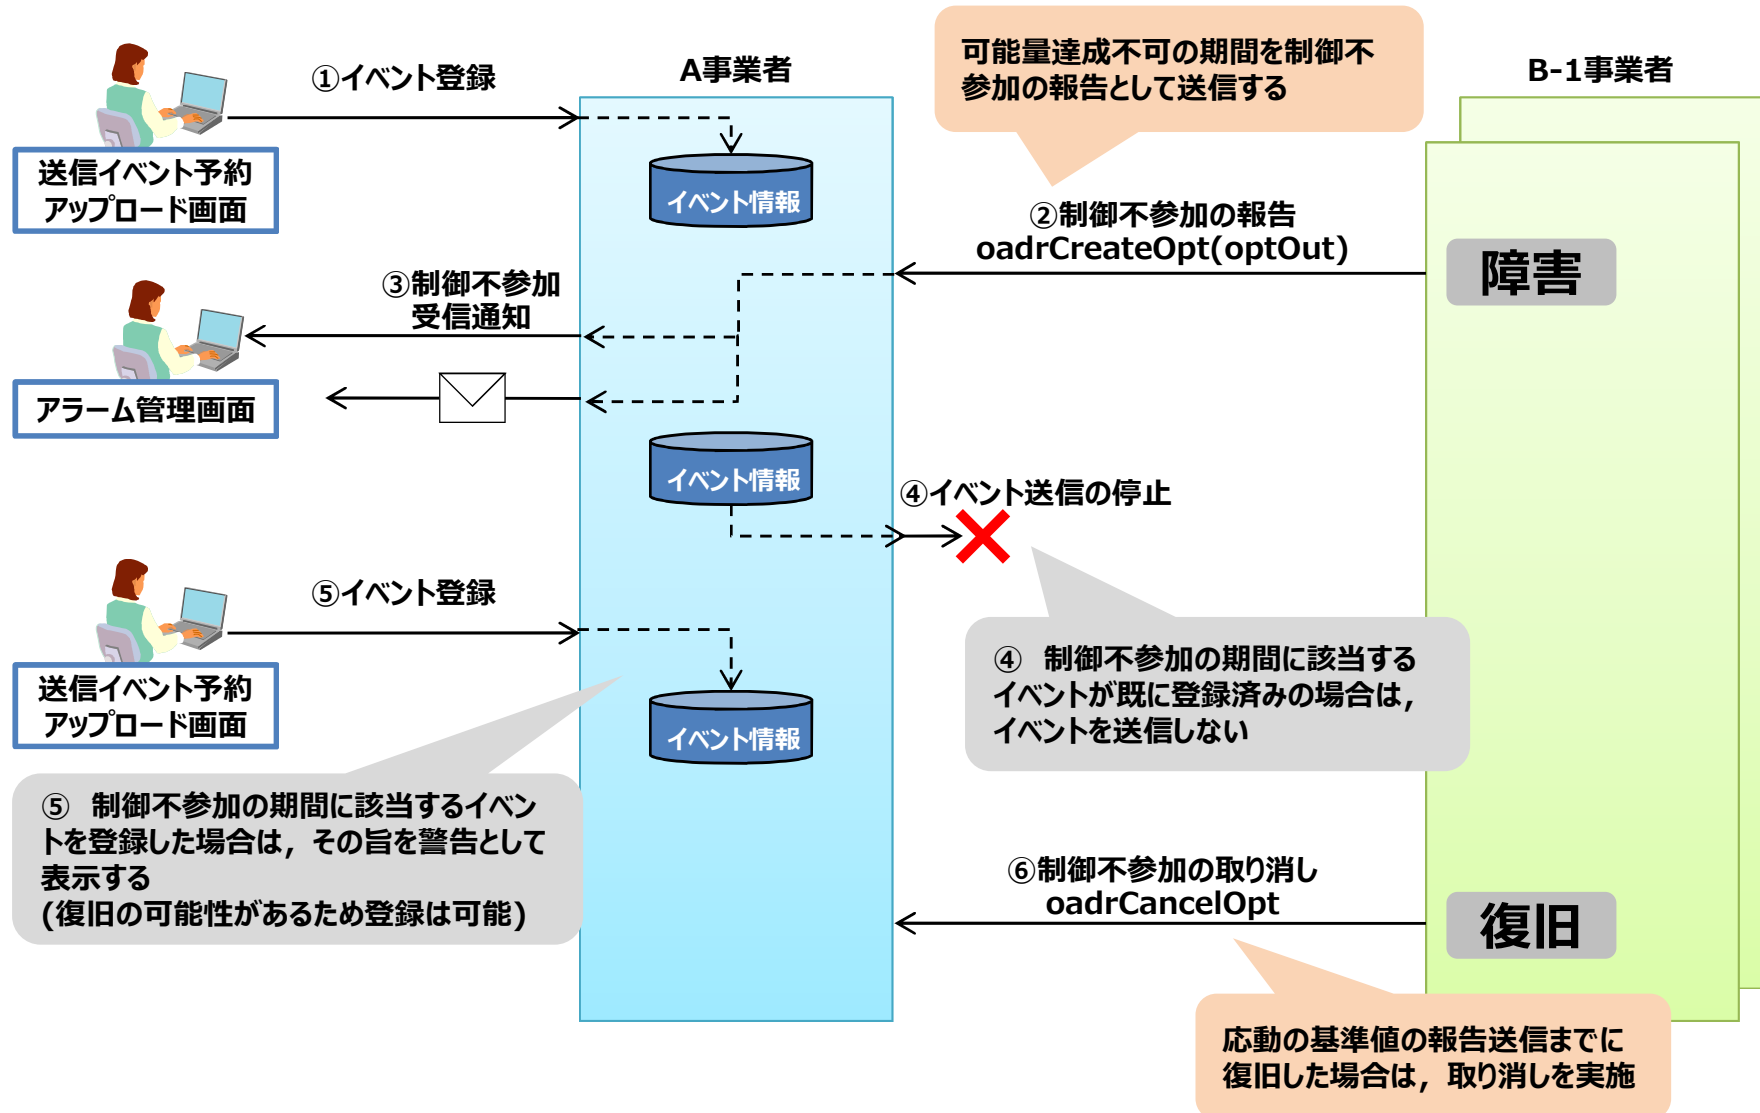 ①イベント登録
A事業者
可能量達成不可の期間を制御不
参加の報告として送信する
B-1事業者
送信イベント予約
アップロード画面
イベント情報
②制御不参加の報告
oadrCreateOpt(optOut)
障害
③制御不参加
受信通知
アラーム管理画面
イベント情報
④イベント送信の停止
⑤イベント登録
送信イベント予約
アップロード画面
イベント情報
④ 制御不参加の期間に該当する
イベントが既に登録済みの場合は，
イベントを送信しない
⑤ 制御不参加の期間に該当するイベン
トを登録した場合は，その旨を警告として
表示する
(復旧の可能性があるため登録は可能)
⑥制御不参加の取り消し
oadrCancelOpt
復旧
応動の基準値の報告送信までに
復旧した場合は，取り消しを実施